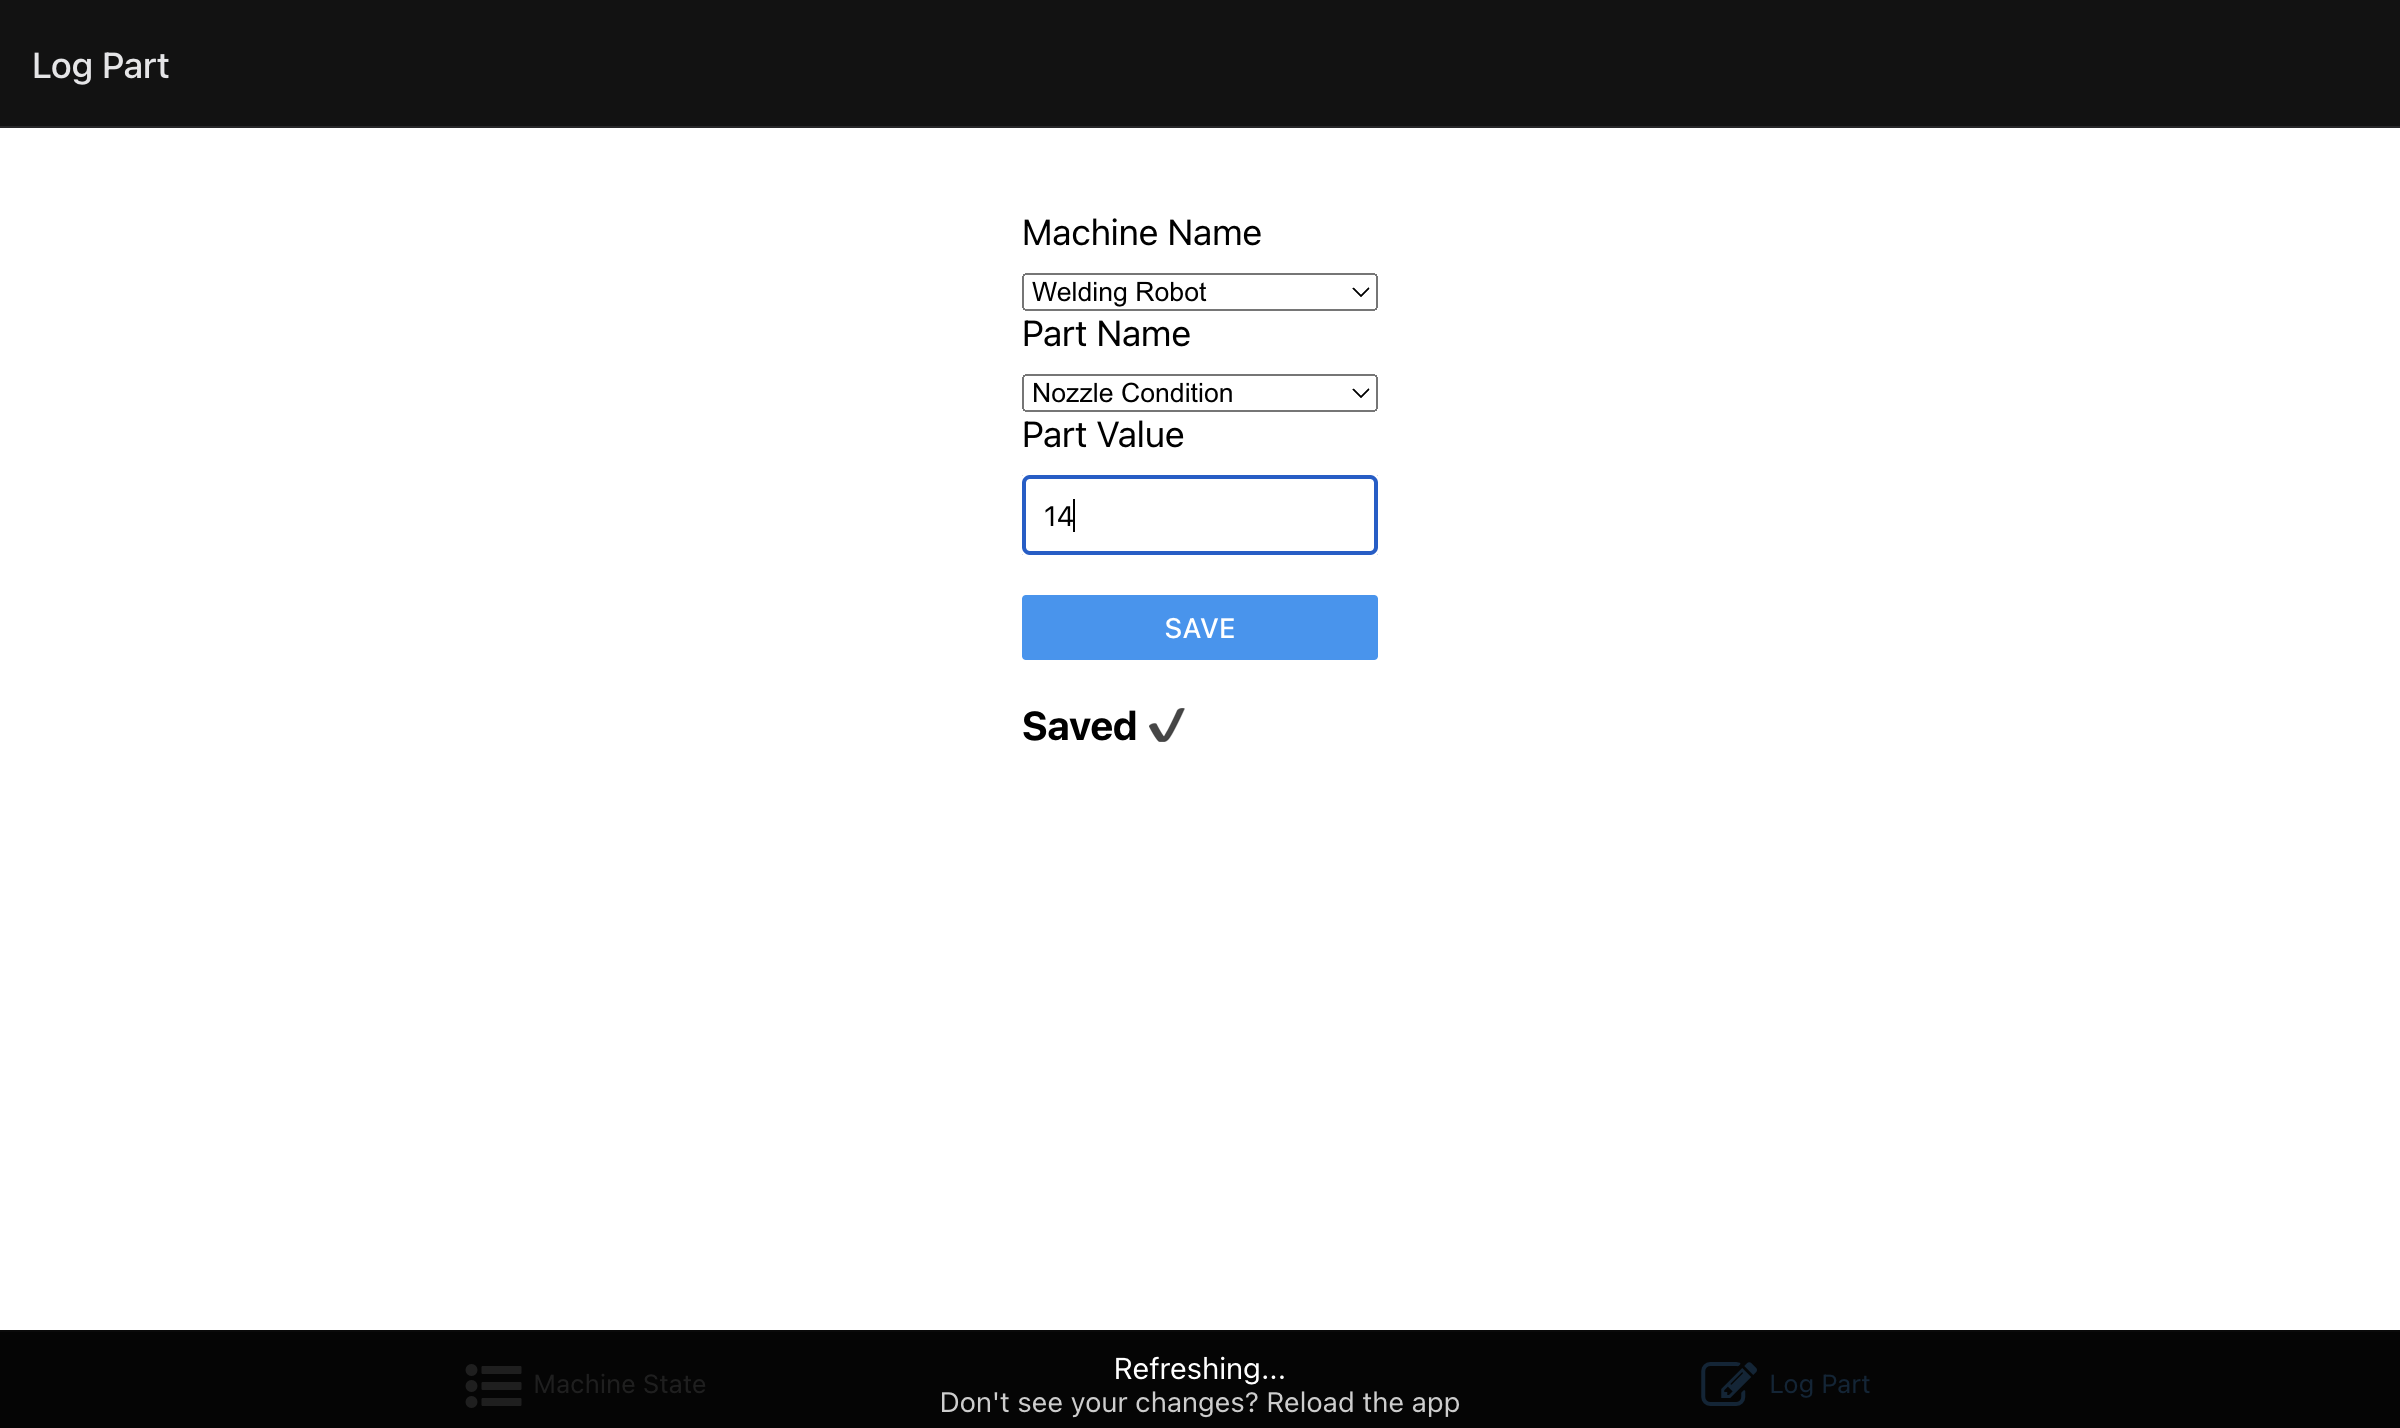 Log Part
Machine Name
Welding Robot
Part Name
Nozzle Condition
Part Value
14
SAVE
Saved ✔
Machine State
Refreshing...
Don't see your changes? Reload the app
Log Part